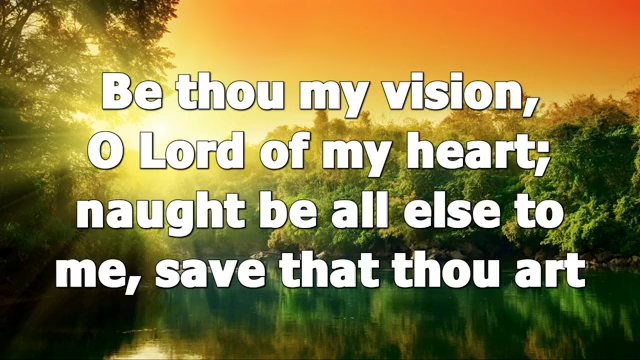 Be thou my vision,
O Lord of my heart;
naught be all else to
me, save that thou art